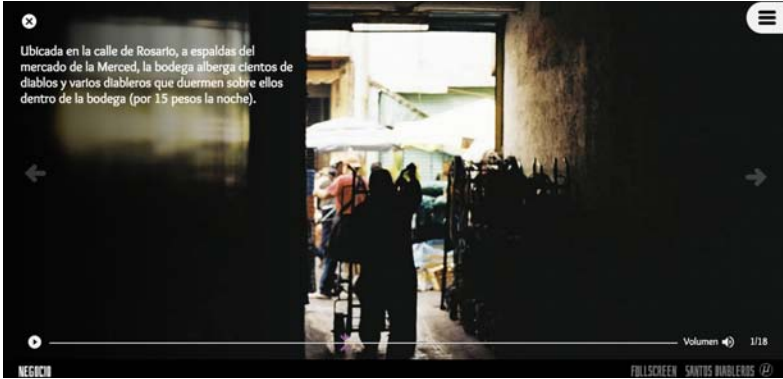 Ubicada en la calle de Rosario, a espaldas del
mercado de la Merced, la bodega alberga cientos de
diablos y varios diableros que duermen sobre ellos
dentro de la bodega (por 15 pesos la noche).
Volumen 1/18
NEGOCIO
FULLSCREEN SANTOS DIABLEROS